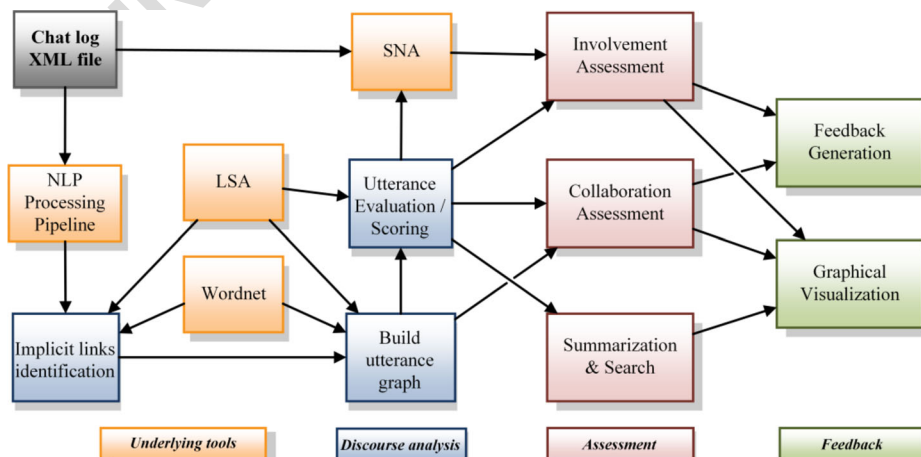 Chat log
XML file
SNA
Involvement
Assessment
Feedback
Generation
NLP
Processing
Pipeline
LSA
Utterance
Evaluation /
Scoring
Collaboration
Assessment
Wordnet
Graphical
Visualization
Implicit links
identification
Build
utterance
graph
Summarization
& Search
Underlying tools
Discourse analysis
Assessment
Feedback